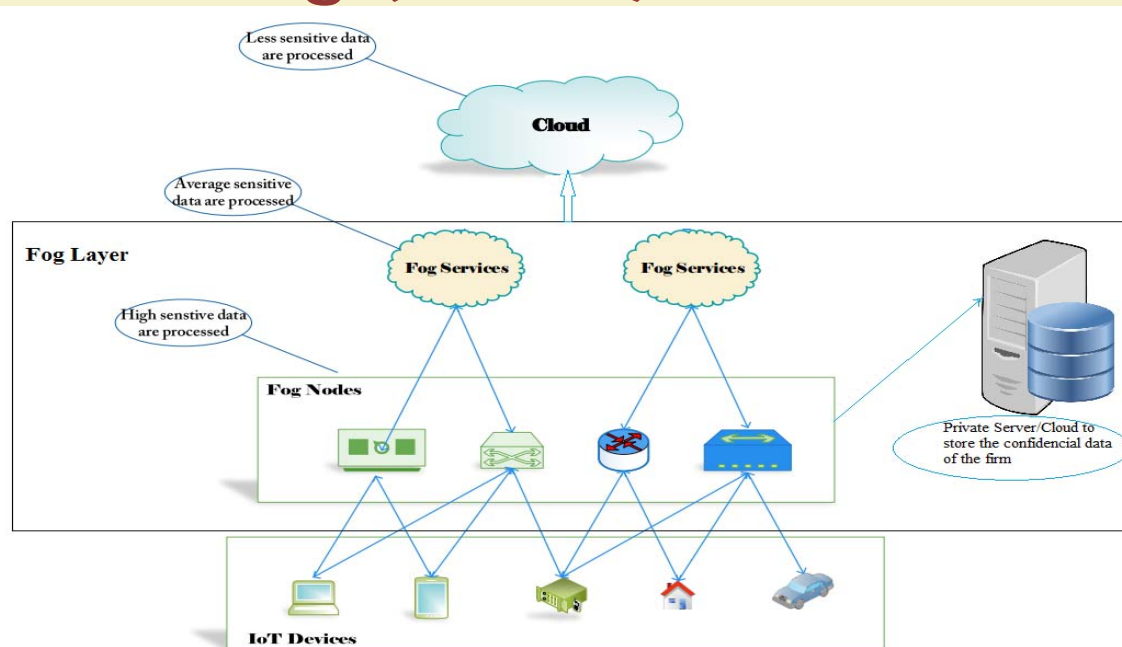 Less sensitive data
are processed
Cloud
Average sensitive
data are processed
Fog Layer
Fog Services
Fog Services
High senstive data
are processed
Fog Nodes
Private Server/Cloud to
store the confidencial data
of the firm
IoT Devices